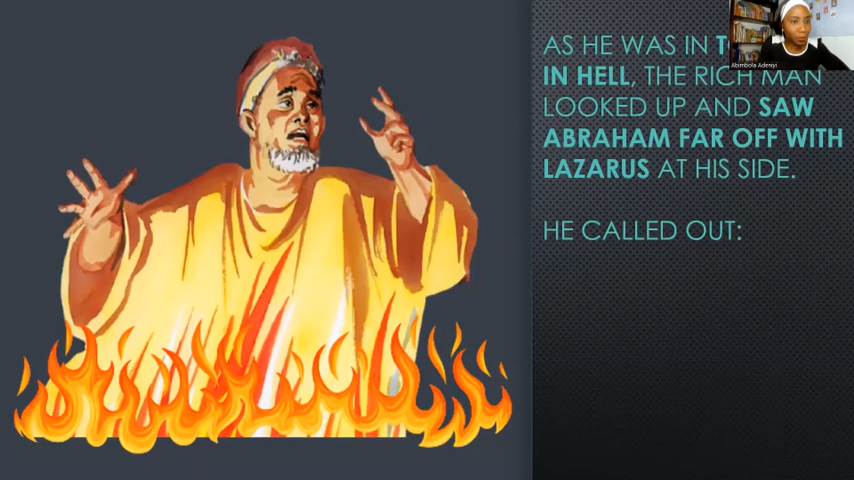 AS HE WAS IN
IN HELL, THE RICH MAN
LOOKED UP AND SAW
ABRAHAM FAR OFF WITH
LAZARUS AT HIS SIDE.
HE CALLED OUT:
Abimbola Adeniyi